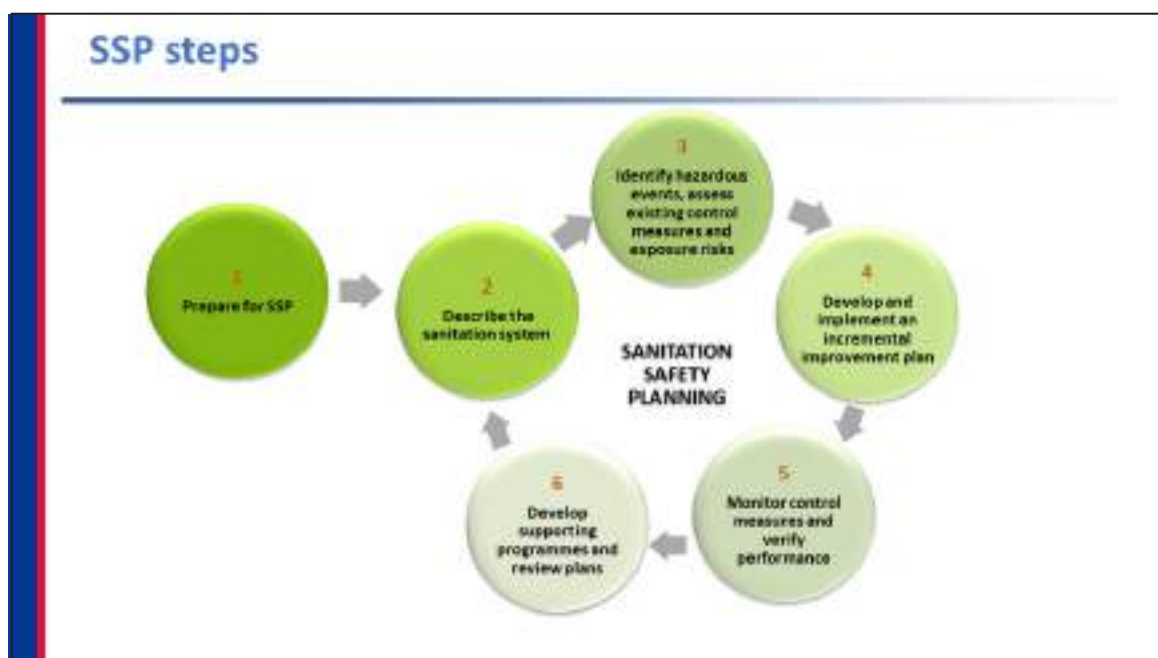 SSP steps
1
Prepare for SSP
2
Describe the
sanitation system
3
Identify hazardous
events, assess
existing control
measures and
exposure risks
4
Develop and
implement an
incremental
improvement plan
5
Monitor control
measures and
verify
performance
6
Develop
supporting
programmes and
review plans
SANITATION
SAFETY
PLANNING